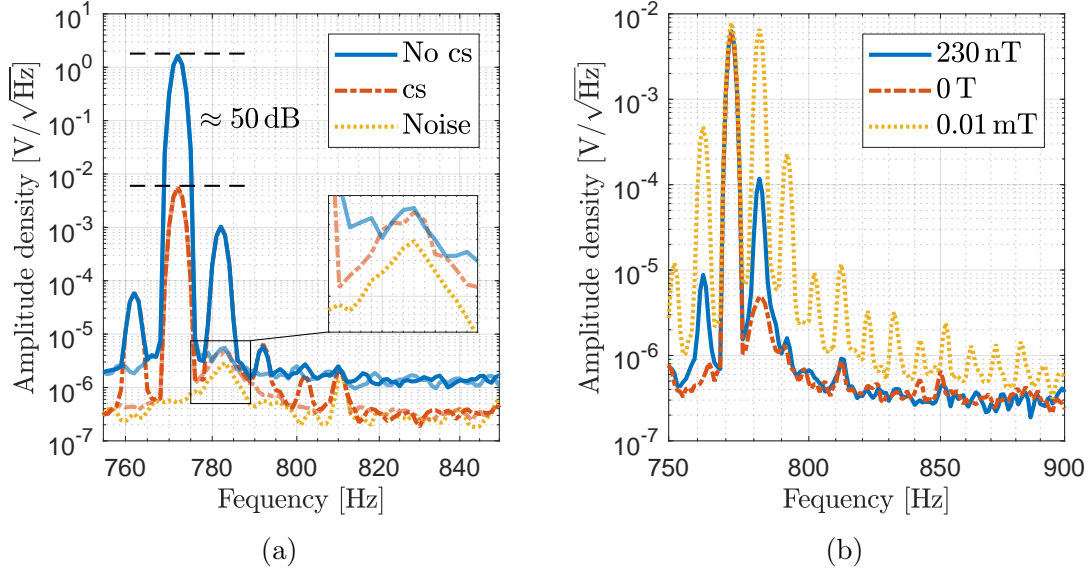 10^1
10^0
10^-1
10^-2
10^-3
10^-4
10^-5
10^-6
10^-7
Amplitude density [V/√Hz]
No cs
cs
Noise
≈ 50 dB
760 780 800 820 840
Fequency [Hz]
(a)
10^-2
10^-3
10^-4
10^-5
10^-6
10^-7
Amplitude density [V/√Hz]
230 nT
0 T
0.01 mT
750 800 850 900
Fequency [Hz]
(b)